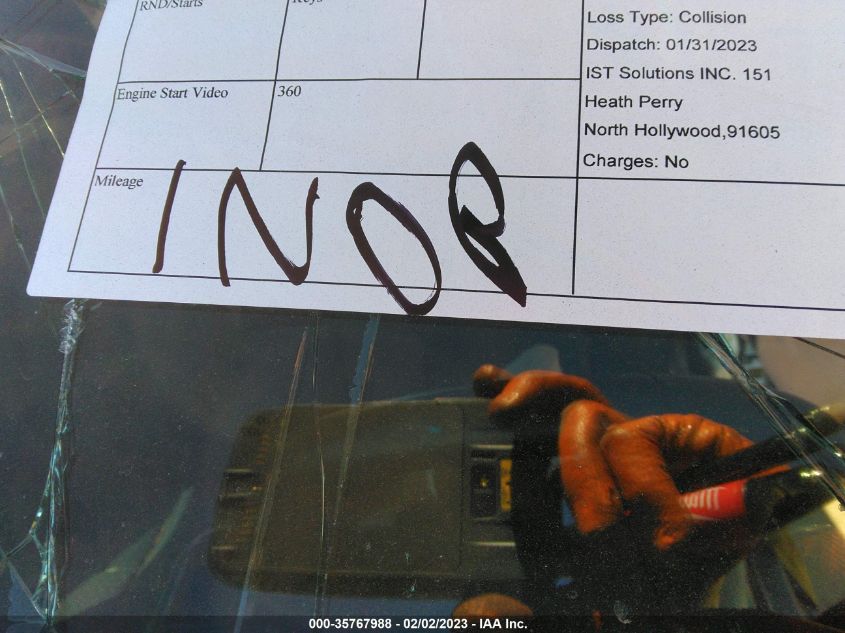 RND/Starts
Keys
Engine Start Video
360
Mileage
INOP
Loss Type: Collision
Dispatch: 01/31/2023
IST Solutions INC. 151
Heath Perry
North Hollywood,91605
Charges: No
000-35767988 - 02/02/2023 - IAA Inc.